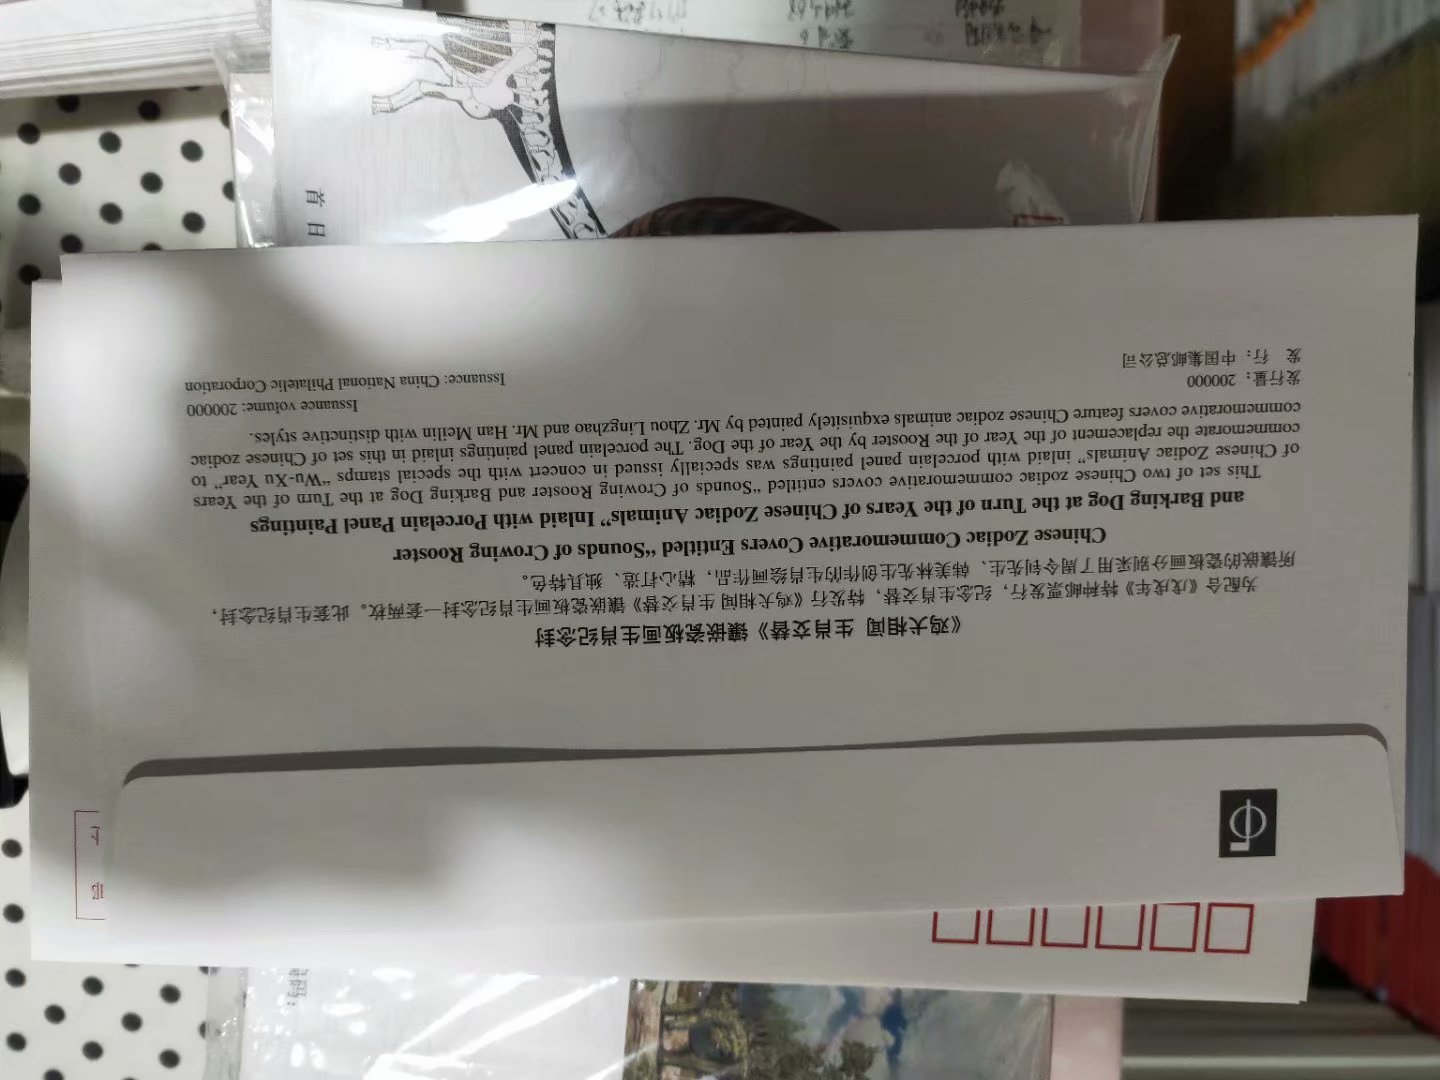 《鸡犬相闻 生肖交替》镶嵌瓷板画生肖纪念封
为配合《戊戌年》特种邮票发行，纪念生肖交替，特发行《鸡犬相闻 生肖交替》镶嵌瓷板画生肖纪念封一套两枚。此套生肖纪念封，
所镶嵌的瓷板画分别采用了周令钊先生、韩美林先生创作的生肖绘画作品，精心打造、独具特色。
Chinese Zodiac Commemorative Covers Entitled “Sounds of Crowing Rooster
and Barking Dog at the Turn of the Years of Chinese Zodiac Animals” Inlaid with Porcelain Panel Paintings
This set of two Chinese zodiac commemorative covers entitled “Sounds of Crowing Rooster and Barking Dog at the Turn of the Years
of Chinese Zodiac Animals” inlaid with porcelain panel paintings was specially issued in concert with the special stamps “Wu-Xu Year” to
commemorate the replacement of the Year of the Rooster by the Year of the Dog. The porcelain panel paintings inlaid in this set of Chinese zodiac
commemorative covers feature Chinese zodiac animals exquisitely painted by Mr. Zhou Lingzhao and Mr. Han Meilin with distinctive styles.
发行量：200000
Issuance volume: 200000
发 行：中国集邮总公司
Issuance: China National Philatelic Corporation
首日